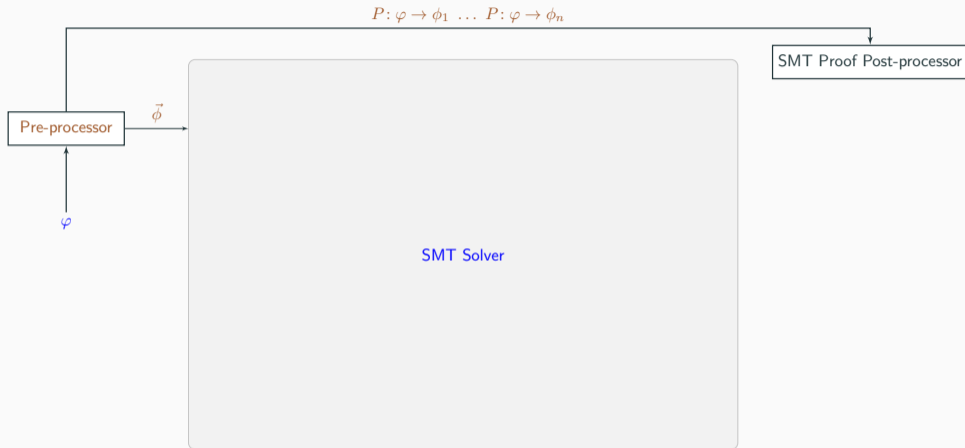 P : φ → ϕ₁ … P : φ → ϕₙ
SMT Proof Post-processor
Pre-processor
ϕ⃗
φ
SMT Solver